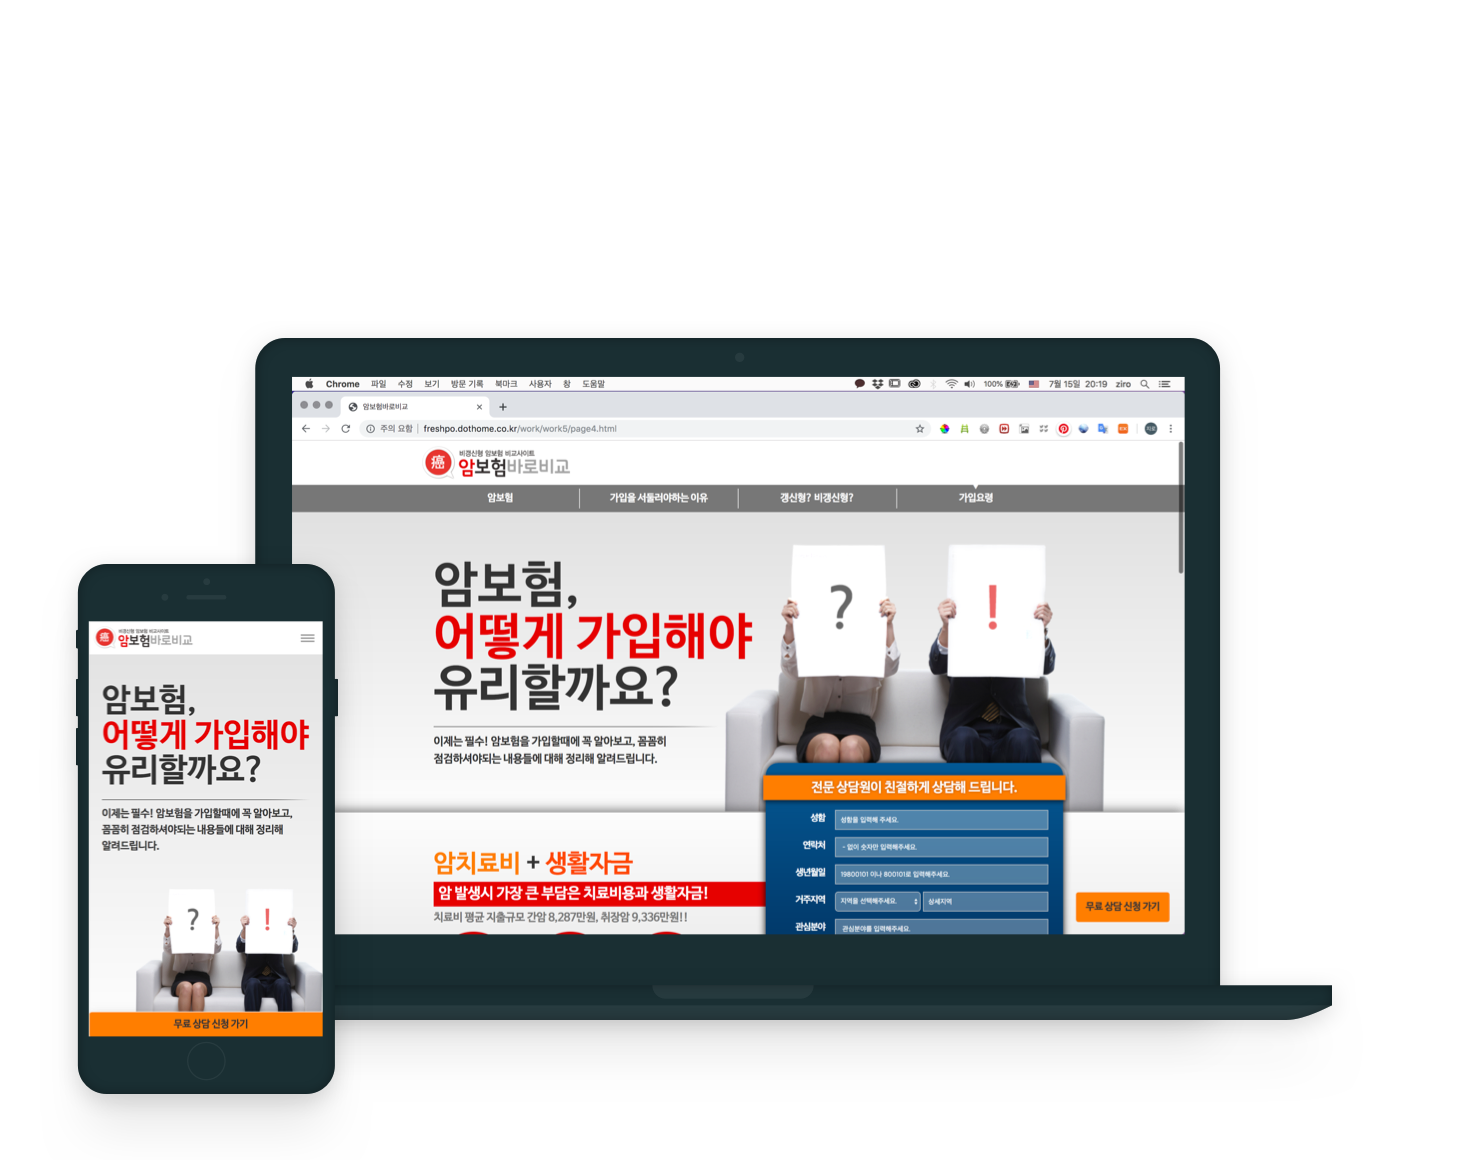 Chrome 파일 수정 보기 방문 기록 북마크 사용자 창 도움말 100% 7월 15일 20:19 ziro
암보험바로비교
주의 요함 freshpo.dothome.co.kr/work/work5/page4.html
癌
비갱신형 암보험 비교사이트
암보험바로비교
암보험 가입을 서둘러야하는 이유 갱신형? 비갱신형? 가입요령
암보험,
어떻게 가입해야
유리할까요?
이제는 필수! 암보험을 가입할때에 꼭 알아보고, 꼼꼼히
점검하셔야되는 내용들에 대해 정리해 알려드립니다.
? !
전문 상담원이 친절하게 상담해 드립니다.
성함 성함을 입력해 주세요.
연락처 - 없이 숫자만 입력해주세요.
생년월일 19800101 이나 800101로 입력해주세요.
거주지역 지역을 선택해주세요. 상세지역
관심분야 관심분야를 입력해주세요.
암치료비 + 생활자금
암 발생시 가장 큰 부담은 치료비용과 생활자금!
치료비 평균 지출규모 간암 8,287만원, 취장암 9,336만원!!
무료 상담 신청 가기
癌
비갱신형 암보험 비교사이트
암보험바로비교
암보험,
어떻게 가입해야
유리할까요?
이제는 필수! 암보험을 가입할때에 꼭 알아보고,
꼼꼼히 점검하셔야되는 내용들에 대해 정리해
알려드립니다.
? !
무료 상담 신청 가기